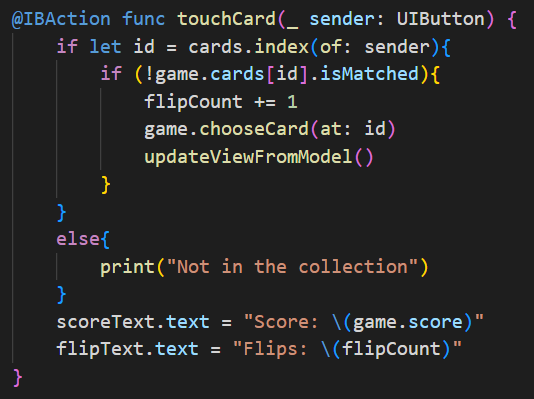 @IBAction func touchCard(_ sender: UIButton) {
    if let id = cards.index(of: sender){
        if (!game.cards[id].isMatched){
            flipCount += 1
            game.chooseCard(at: id)
            updateViewFromModel()
        }
    }
    else{
        print("Not in the collection")
    }
    scoreText.text = "Score: \(game.score)"
    flipText.text = "Flips: \(flipCount)"
}